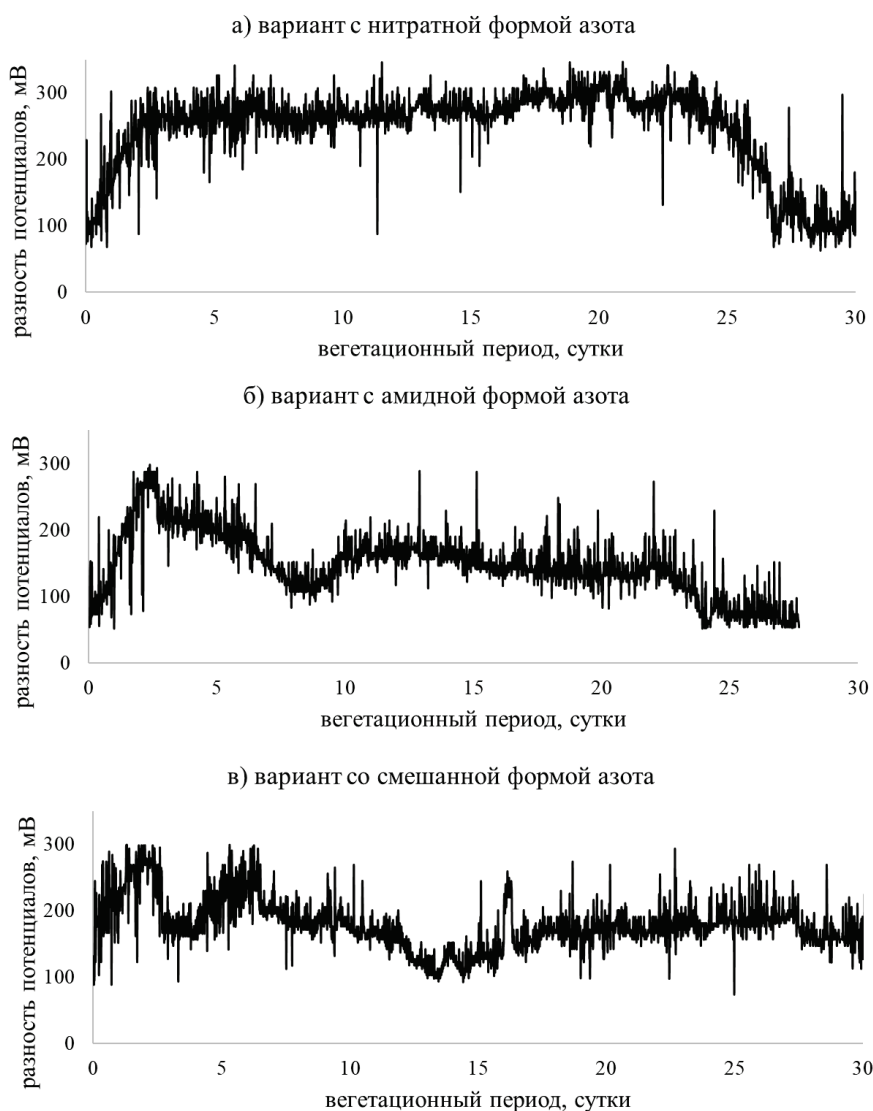 а) вариант с нитратной формой азота
разность потенциалов, мВ
300
200
100
0
0 5 10 15 20 25 30
вегетационный период, сутки
б) вариант с амидной формой азота
разность потенциалов, мВ
300
200
100
0
0 5 10 15 20 25 30
вегетационный период, сутки
в) вариант со смешанной формой азота
разность потенциалов, мВ
300
200
100
0
0 5 10 15 20 25 30
вегетационный период, сутки